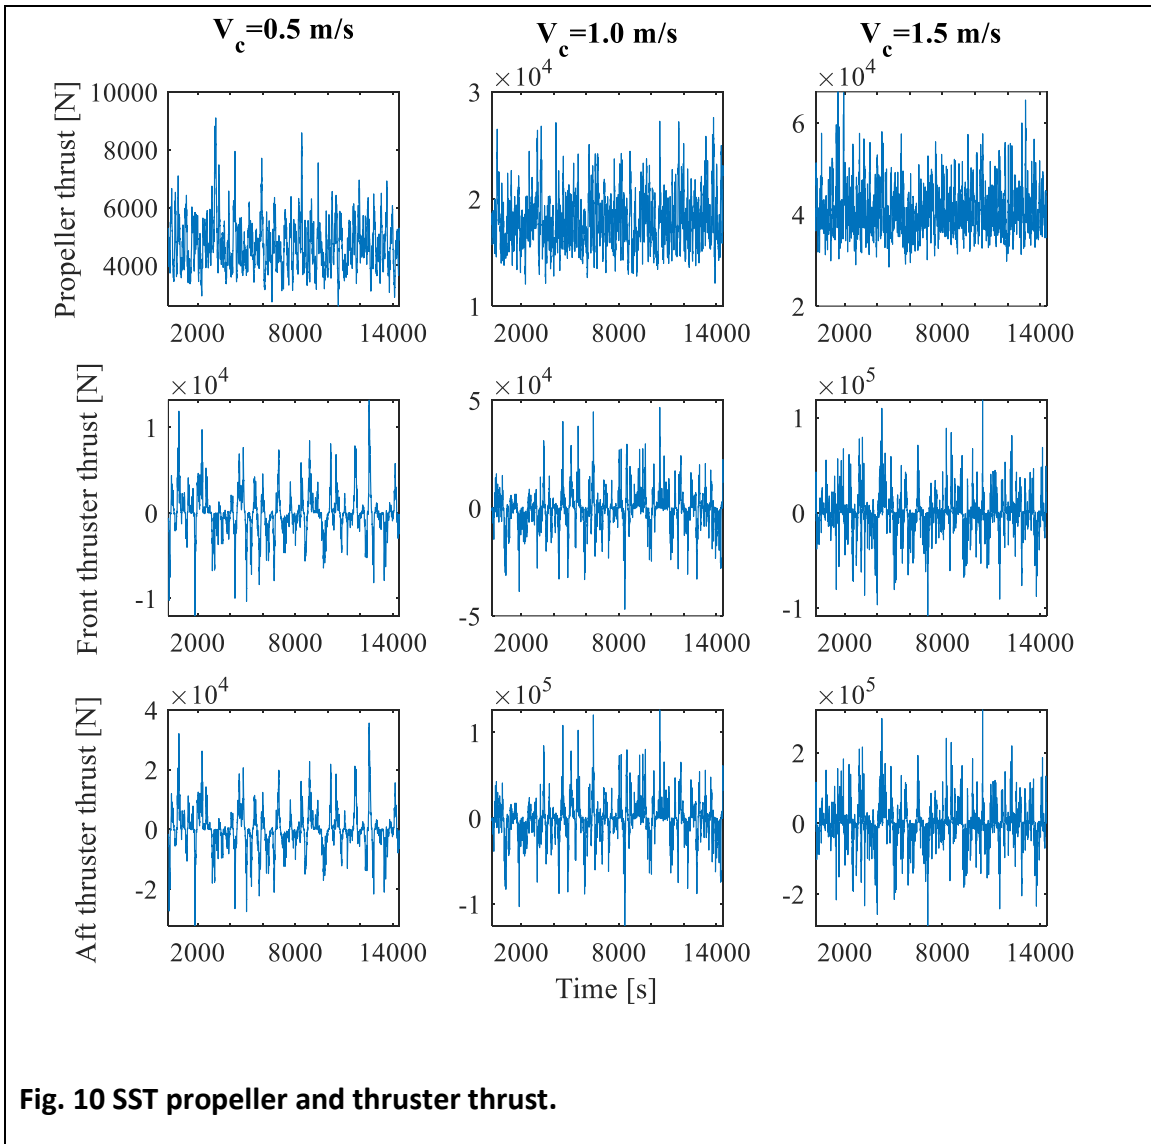 V_c=0.5 m/s V_c=1.0 m/s V_c=1.5 m/s
Propeller thrust [N]
10000
8000
6000
4000
2000 8000 14000
×10^4
3
2
1
2000 8000 14000
×10^4
6
4
2
2000 8000 14000
Front thruster thrust [N]
×10^4
1
0
-1
2000 8000 14000
×10^4
5
0
-5
2000 8000 14000
×10^5
1
0
-1
2000 8000 14000
Aft thruster thrust [N]
×10^4
4
2
0
-2
2000 8000 14000
×10^5
1
0
-1
2000 8000 14000
×10^5
2
0
-2
2000 8000 14000
Time [s]
Fig. 10 SST propeller and thruster thrust.